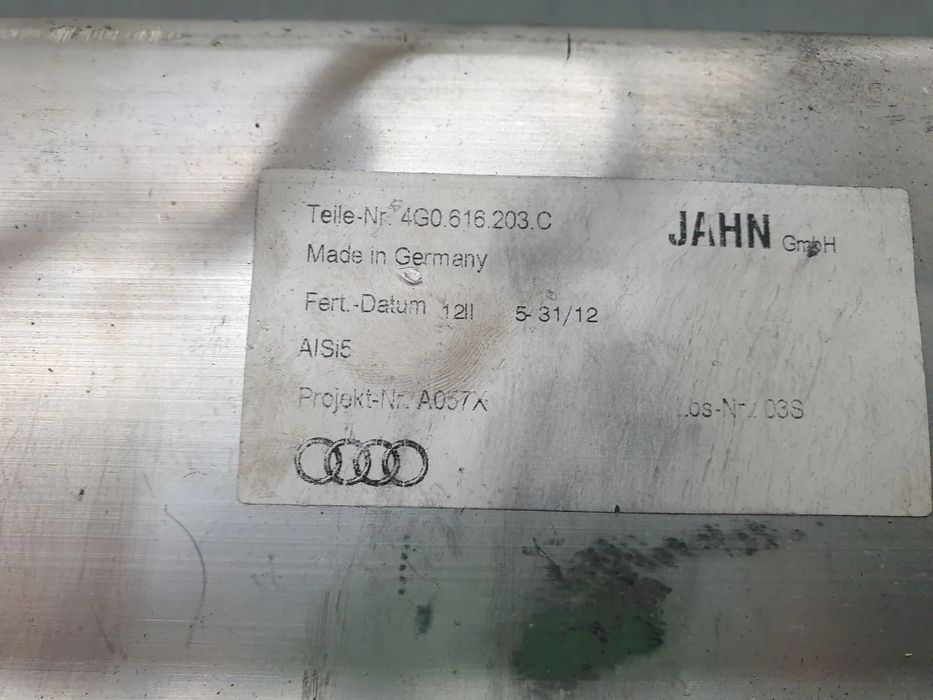 Teile-Nr. 4G0.616.203.C
JAHN GmbH
Made in Germany
Fert.-Datum 12II 5-31/12
AlSi5
Projekt-Nr. A057X
Los-Nr.: 03S